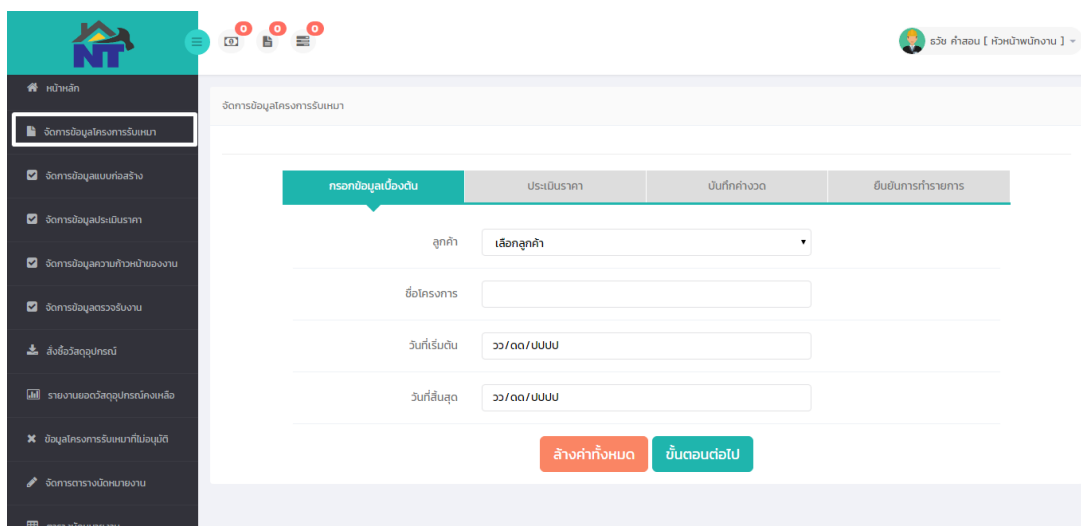 NT
0 0 0
ธวัช คำสอน [ หัวหน้าพนักงาน ]
หน้าหลัก
จัดการข้อมูลโครงการรับเหมา
จัดการข้อมูลแบบก่อสร้าง
จัดการข้อมูลประเมินราคา
จัดการข้อมูลความก้าวหน้าของงาน
จัดการข้อมูลตรวจรับงาน
สั่งซื้อวัสดุอุปกรณ์
รายงานยอดวัสดุอุปกรณ์คงเหลือ
ข้อมูลโครงการรับเหมาที่ไม่อนุมัติ
จัดการตารางนัดหมายงาน
จัดการข้อมูลโครงการรับเหมา
กรอกข้อมูลเบื้องต้น ประเมินราคา บันทึกค่างวด ยืนยันการทำรายการ
ลูกค้า เลือกลูกค้า
ชื่อโครงการ
วันที่เริ่มต้น วว/ดด/ปปปป
วันที่สิ้นสุด วว/ดด/ปปปป
ล้างค่าทั้งหมด ขั้นตอนต่อไป